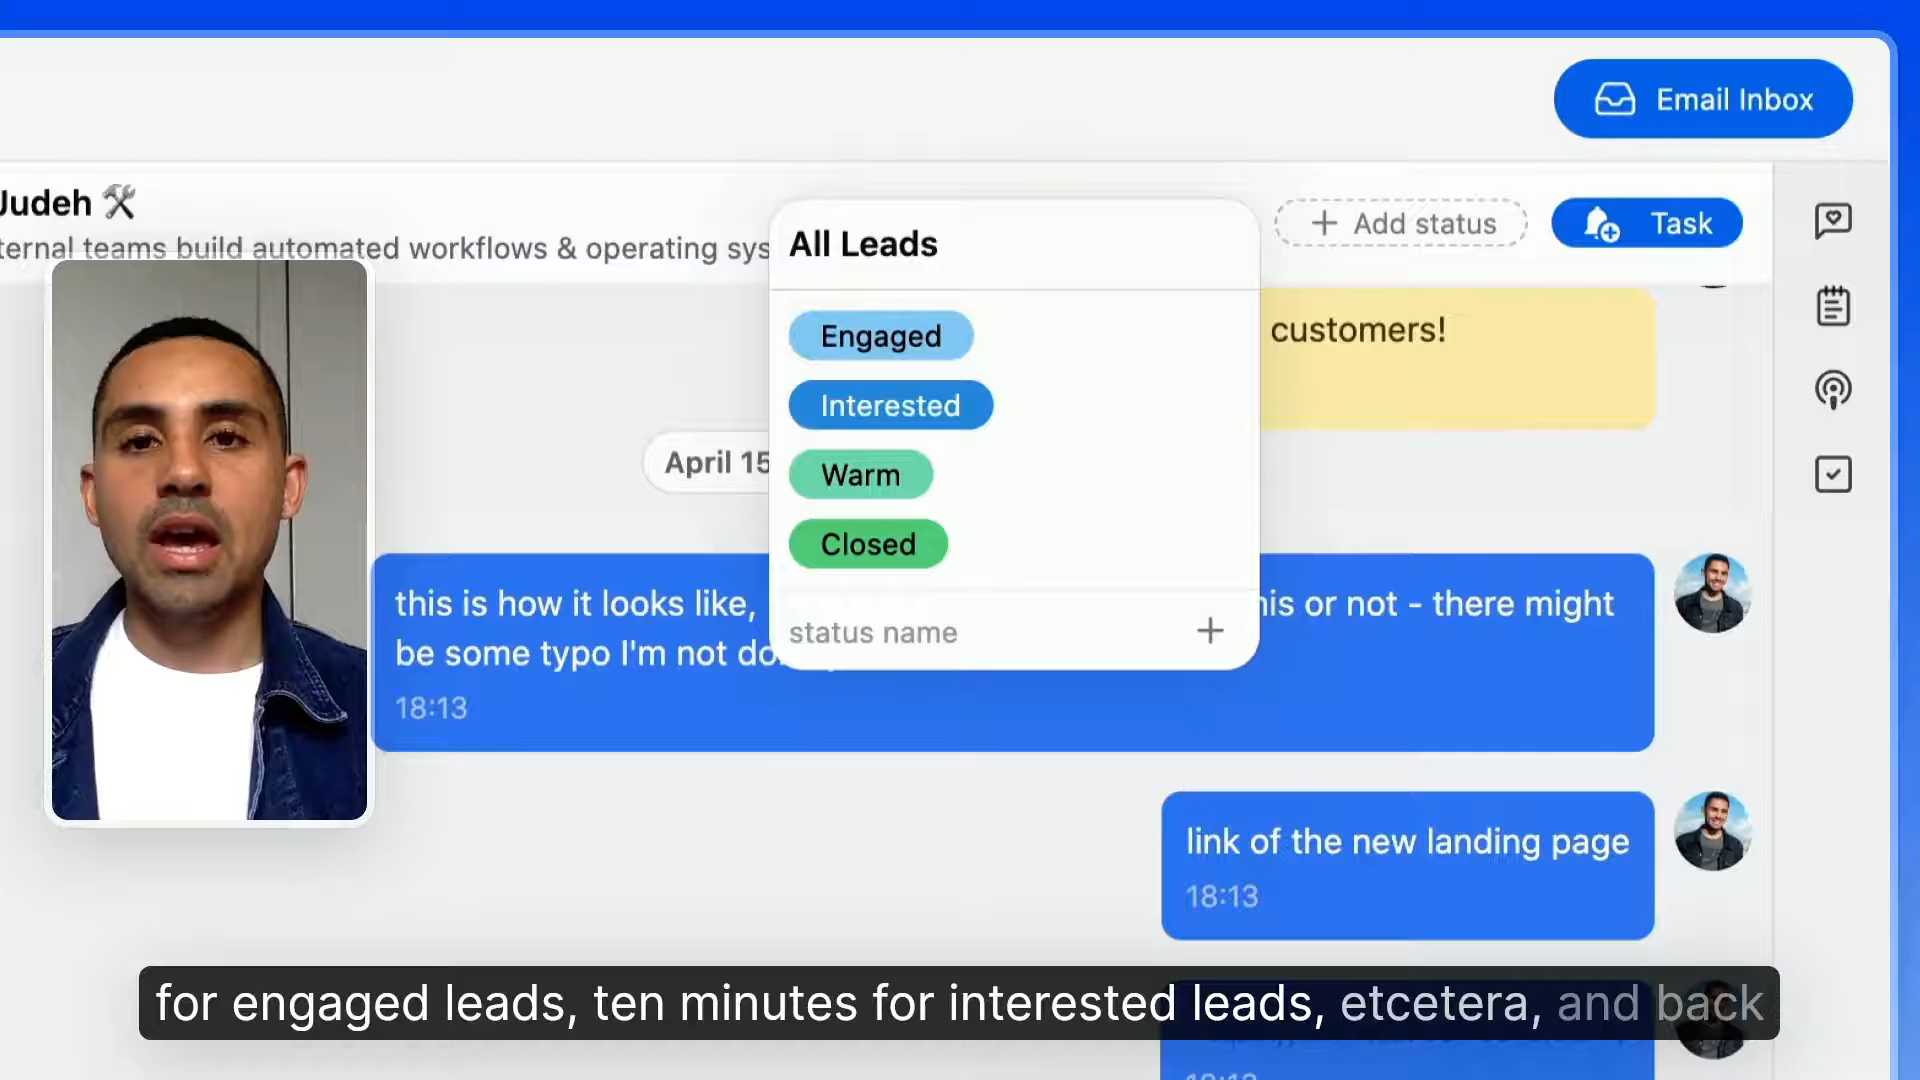 Email Inbox
Judeh
ternal teams build automated workflows & operating sys
All Leads
Add status
Task
Engaged
customers!
Interested
April 15
Warm
Closed
this is how it looks like,
his or not - there might
be some typo I'm not do
status name
18:13
link of the new landing page
18:13
for engaged leads, ten minutes for interested leads, etcetera, and back